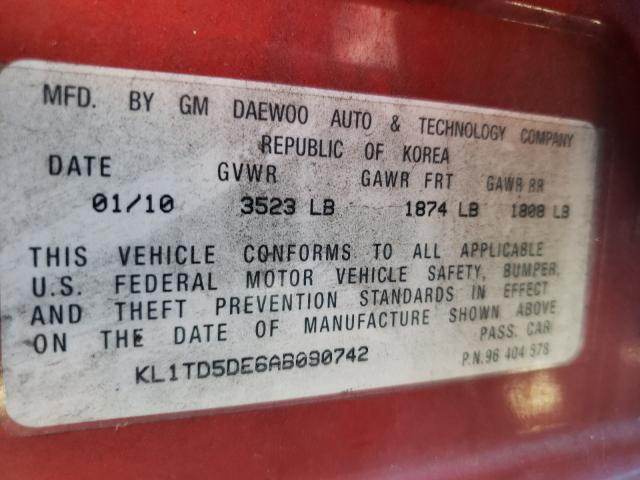 MFD. BY GM DAEWOO AUTO & TECHNOLOGY COMPANY
REPUBLIC OF KOREA
DATE GVWR GAWR FRT GAWR RR
01/10 3523 LB 1874 LB 1808 LB
THIS VEHICLE CONFORMS TO ALL APPLICABLE
U.S. FEDERAL MOTOR VEHICLE SAFETY, BUMPER,
AND THEFT PREVENTION STANDARDS IN EFFECT
ON THE DATE OF MANUFACTURE SHOWN ABOVE
PASS. CAR
KL1TD5DE6AB090742
P.N.96 404 578